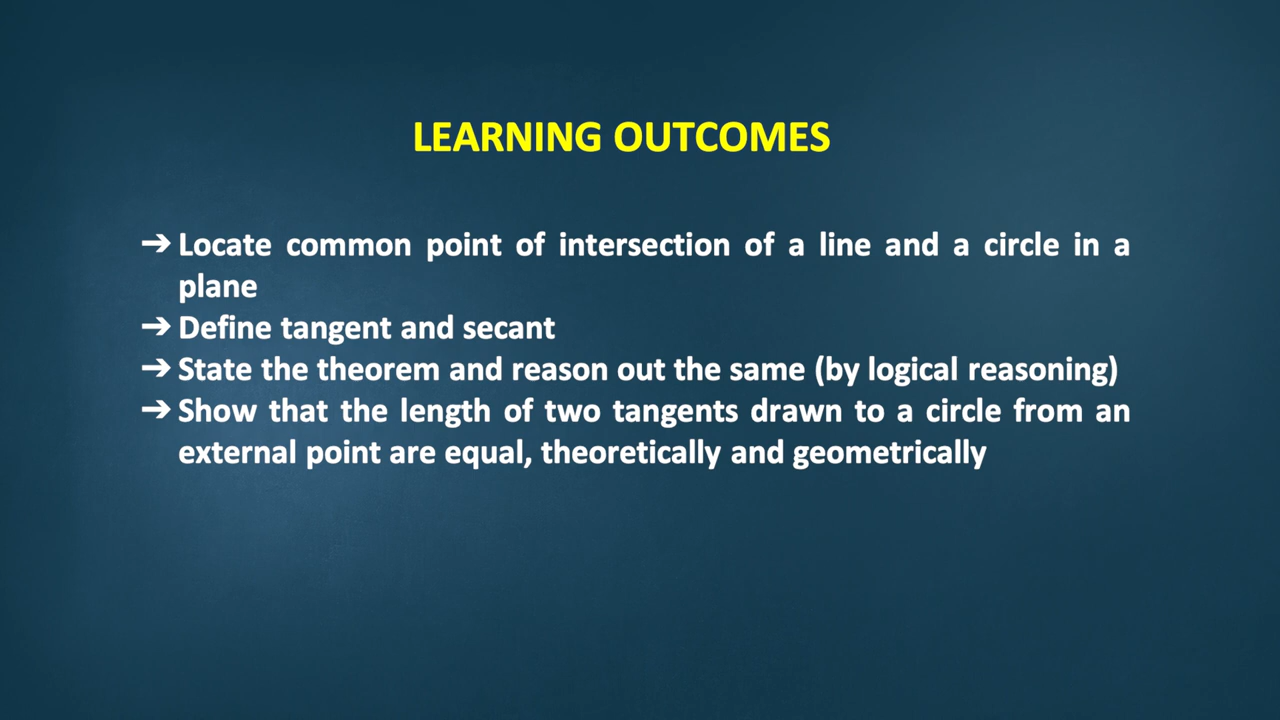 LEARNING OUTCOMES
➔ Locate common point of intersection of a line and a circle in a
plane
➔ Define tangent and secant
➔ State the theorem and reason out the same (by logical reasoning)
➔ Show that the length of two tangents drawn to a circle from an
external point are equal, theoretically and geometrically